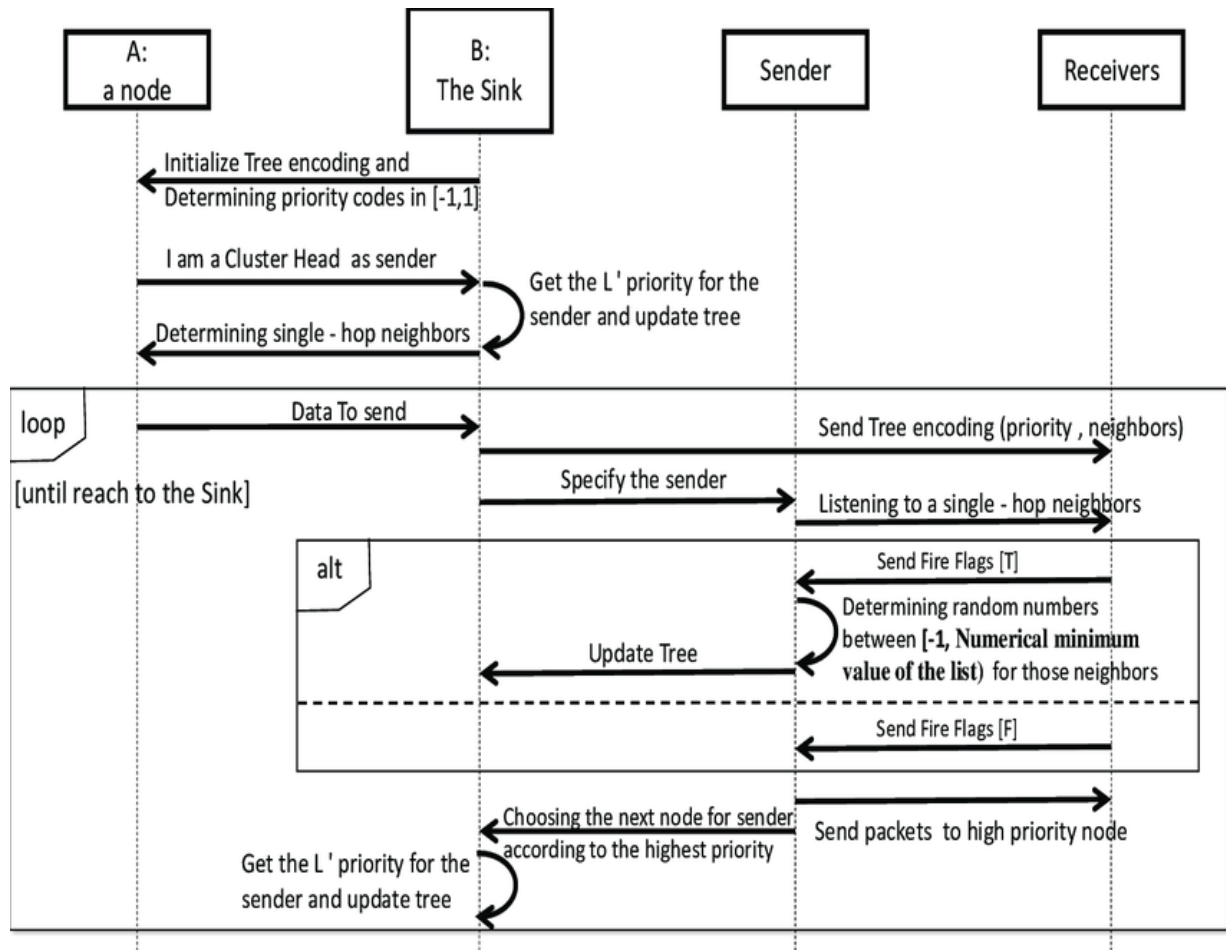 A:
a node
B:
The Sink
Sender
Receivers
Initialize Tree encoding and
Determining priority codes in [-1,1]
I am a Cluster Head as sender
Get the L ' priority for the
sender and update tree
Determining single - hop neighbors
loop
Data To send
Send Tree encoding (priority , neighbors)
[until reach to the Sink]
Specify the sender
Listening to a single - hop neighbors
alt
Send Fire Flags [T]
Determining random numbers
between [-1, Numerical minimum
value of the list) for those neighbors
Update Tree
Send Fire Flags [F]
Choosing the next node for sender
according to the highest priority
Send packets to high priority node
Get the L ' priority for the
sender and update tree